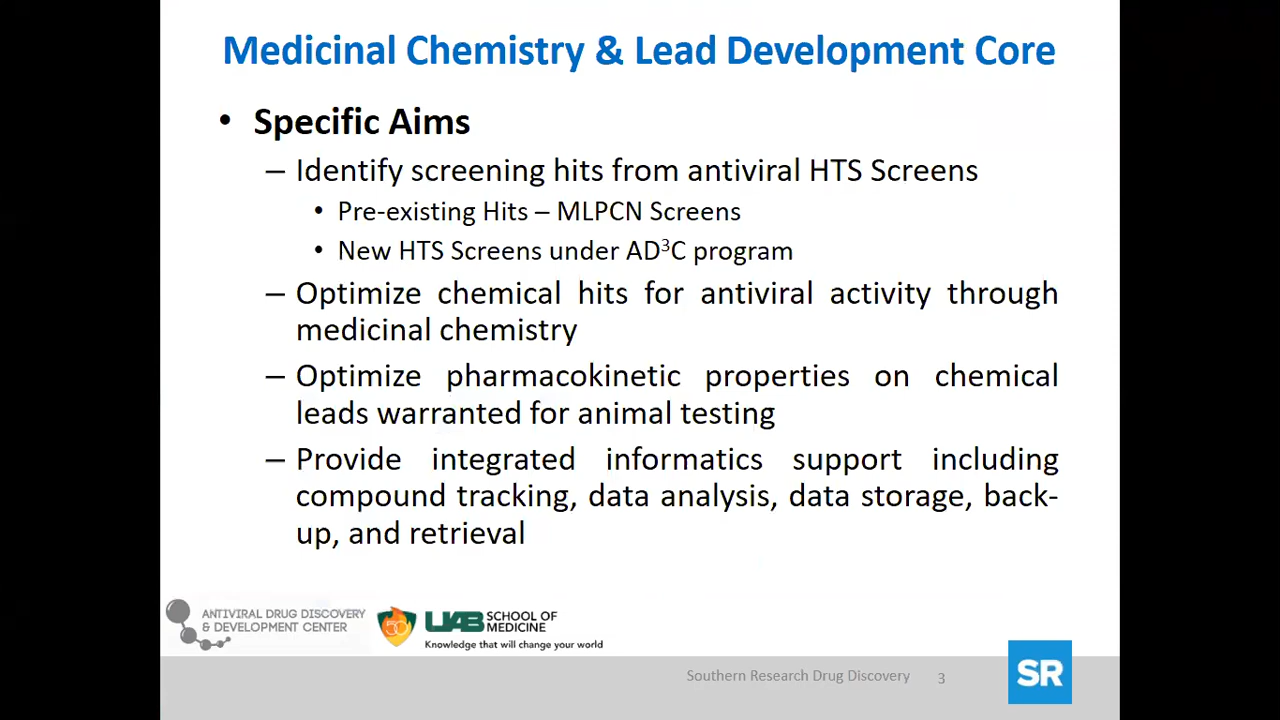 Medicinal Chemistry & Lead Development Core
• Specific Aims
– Identify screening hits from antiviral HTS Screens
• Pre-existing Hits – MLPCN Screens
• New HTS Screens under AD³C program
– Optimize chemical hits for antiviral activity through
medicinal chemistry
– Optimize pharmacokinetic properties on chemical
leads warranted for animal testing
– Provide integrated informatics support including
compound tracking, data analysis, data storage, back-
up, and retrieval
ANTIVIRAL DRUG DISCOVERY
& DEVELOPMENT CENTER
50
UAB SCHOOL OF
MEDICINE
Knowledge that will change your world
Southern Research Drug Discovery 3
SR